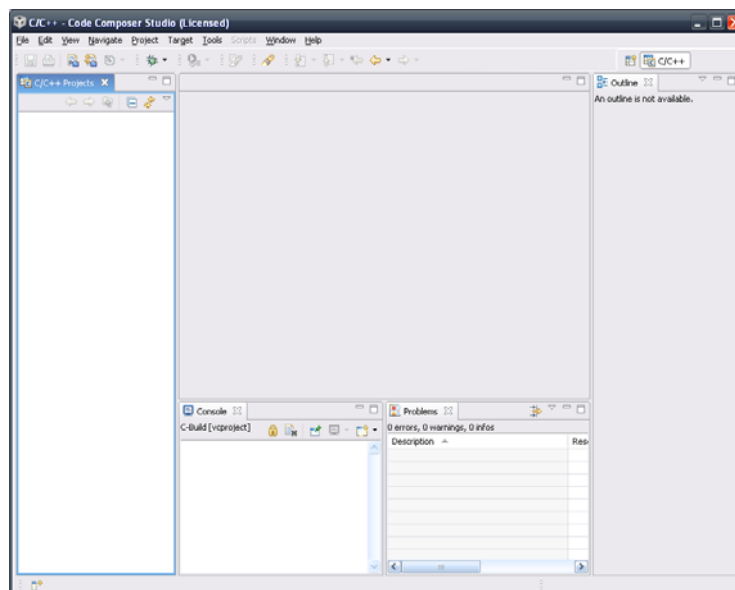 C/C++ - Code Composer Studio (Licensed)
File Edit View Navigate Project Target Tools Scripts Window Help
C/C++
C/C++ Projects
Outline
An outline is not available.
Console
C-Build [vcproject]
Problems
0 errors, 0 warnings, 0 infos
Description
Reso